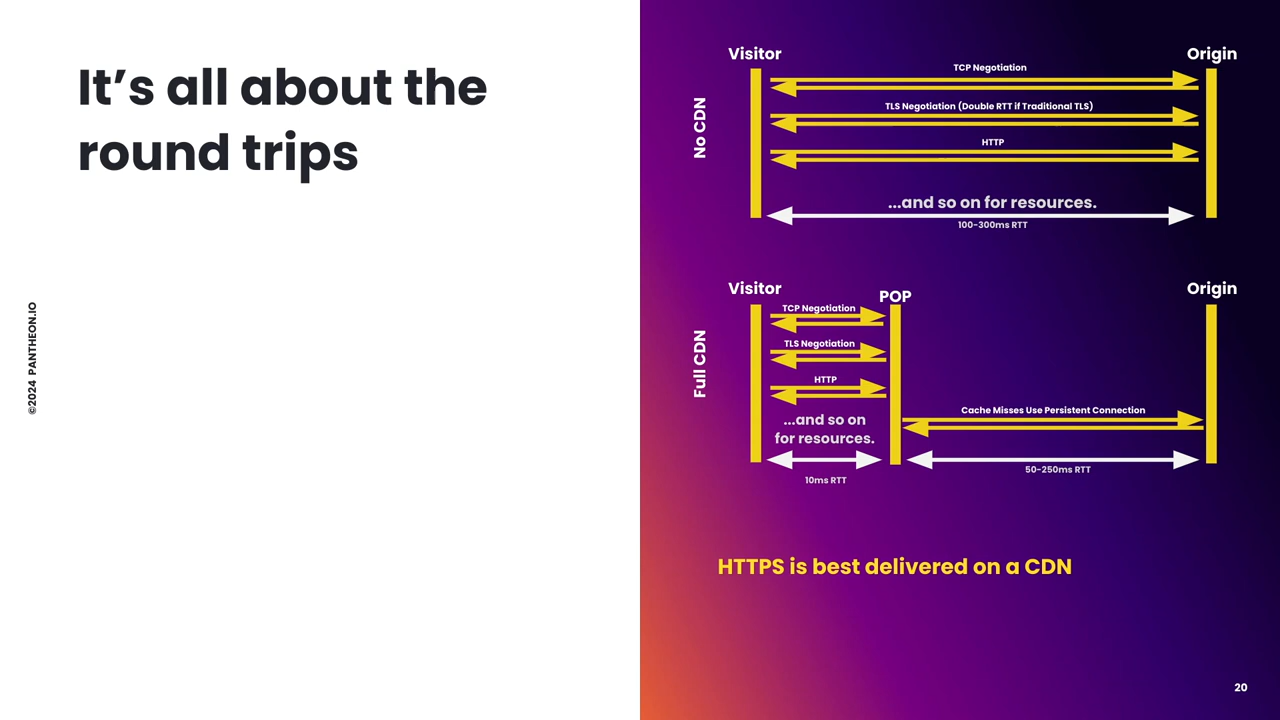 It’s all about the
round trips
©2024 PANTHEON.IO
Visitor
Origin
No CDN
TCP Negotiation
TLS Negotiation (Double RTT if Traditional TLS)
HTTP
...and so on for resources.
100-300ms RTT
Visitor
POP
Origin
Full CDN
TCP Negotiation
TLS Negotiation
HTTP
...and so on
for resources.
10ms RTT
Cache Misses Use Persistent Connection
50-250ms RTT
HTTPS is best delivered on a CDN
20